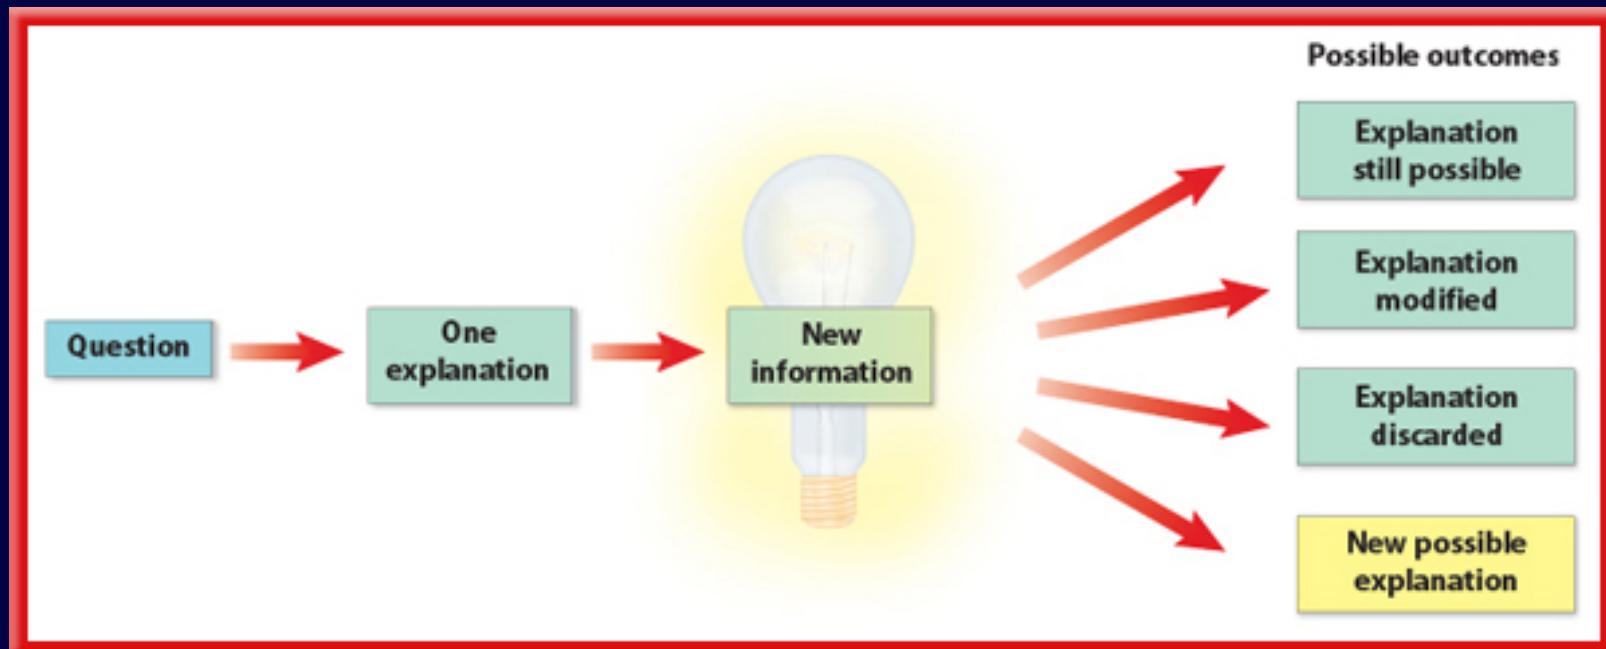 Possible outcomes
Question
One
explanation
New
information
Explanation
still possible
Explanation
modified
Explanation
discarded
New possible
explanation